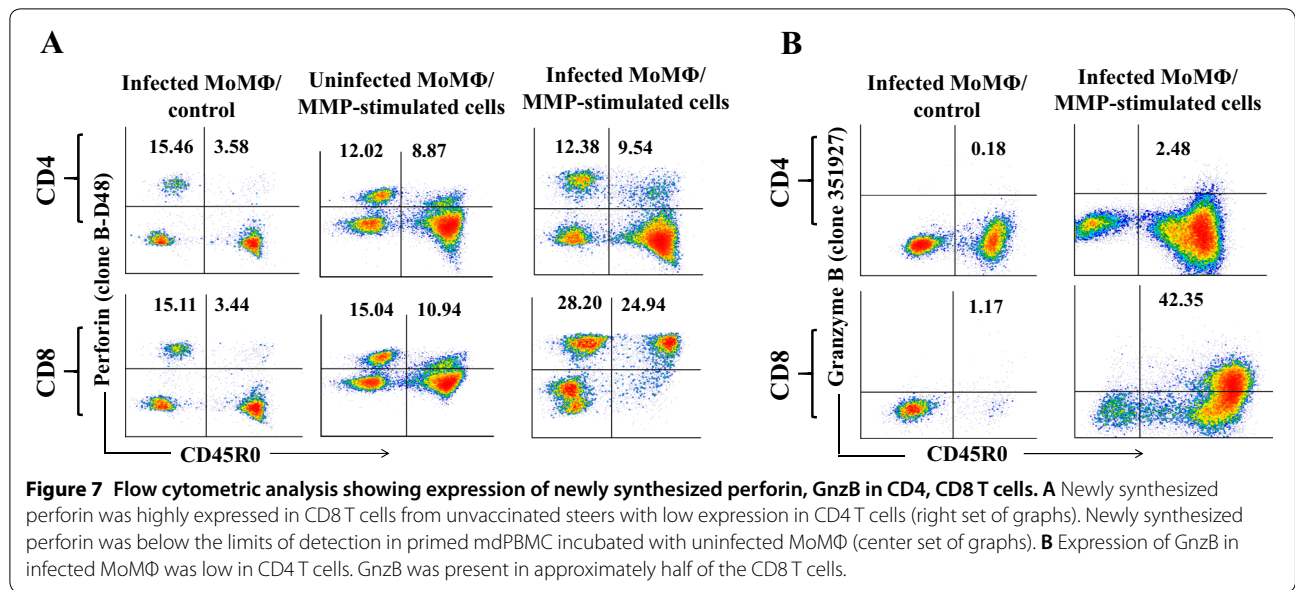 A
B
Infected MoMΦ/
control
Uninfected MoMΦ/
MMP-stimulated cells
Infected MoMΦ/
MMP-stimulated cells
Infected MoMΦ/
control
Infected MoMΦ/
MMP-stimulated cells
CD4
15.46 3.58
12.02 8.87
12.38 9.54
CD4
0.18
2.48
Perforin (clone B-D48)
Granzyme B (clone 351927)
CD8
15.11 3.44
15.04 10.94
28.20 24.94
CD8
1.17
42.35
CD45R0
CD45R0
Figure 7 Flow cytometric analysis showing expression of newly synthesized perforin, GnzB in CD4, CD8 T cells. A Newly synthesized
perforin was highly expressed in CD8 T cells from unvaccinated steers with low expression in CD4 T cells (right set of graphs). Newly synthesized
perforin was below the limits of detection in primed mdPBMC incubated with uninfected MoMΦ (center set of graphs). B Expression of GnzB in
infected MoMΦ was low in CD4 T cells. GnzB was present in approximately half of the CD8 T cells.